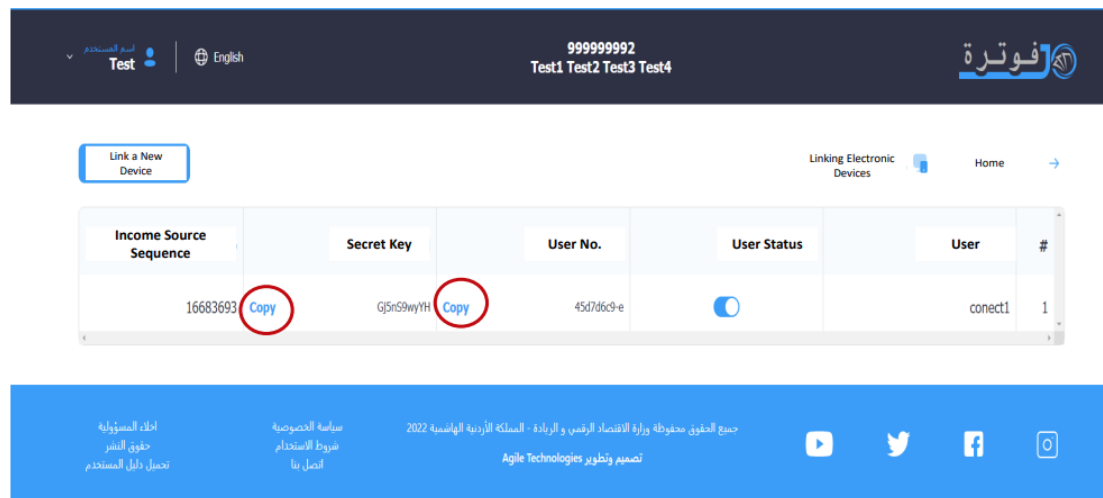 اسم المستخدم
Test
English
999999992
Test1 Test2 Test3 Test4
فوترة
Link a New
Device
Linking Electronic
Devices
Home
Income Source
Sequence
Secret Key
User No.
User Status
User
#
16683693
Copy
GJ5nS9wyYH
Copy
45d7d6c9-e
conect1
1
اخلاء المسؤولية
حقوق النشر
تحميل دليل المستخدم
سياسة الخصوصية
شروط الاستخدام
اتصل بنا
جميع الحقوق محفوظة وزارة الاقتصاد الرقمي و الريادة - المملكة الأردنية الهاشمية 2022
تصميم وتطوير Agile Technologies